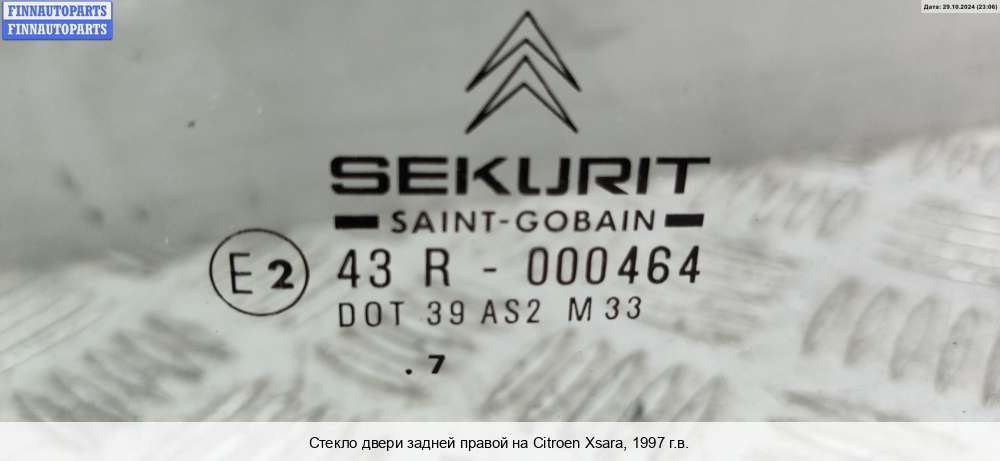 FINNAUTOPARTS
FINNAUTOPARTS
Дата: 29.10.2024 (23:06)
SEKURIT
SAINT-GOBAIN
E2 43 R - 000464
DOT 39 AS2 M33
. 7
Стекло двери задней правой на Citroen Xsara, 1997 г.в.